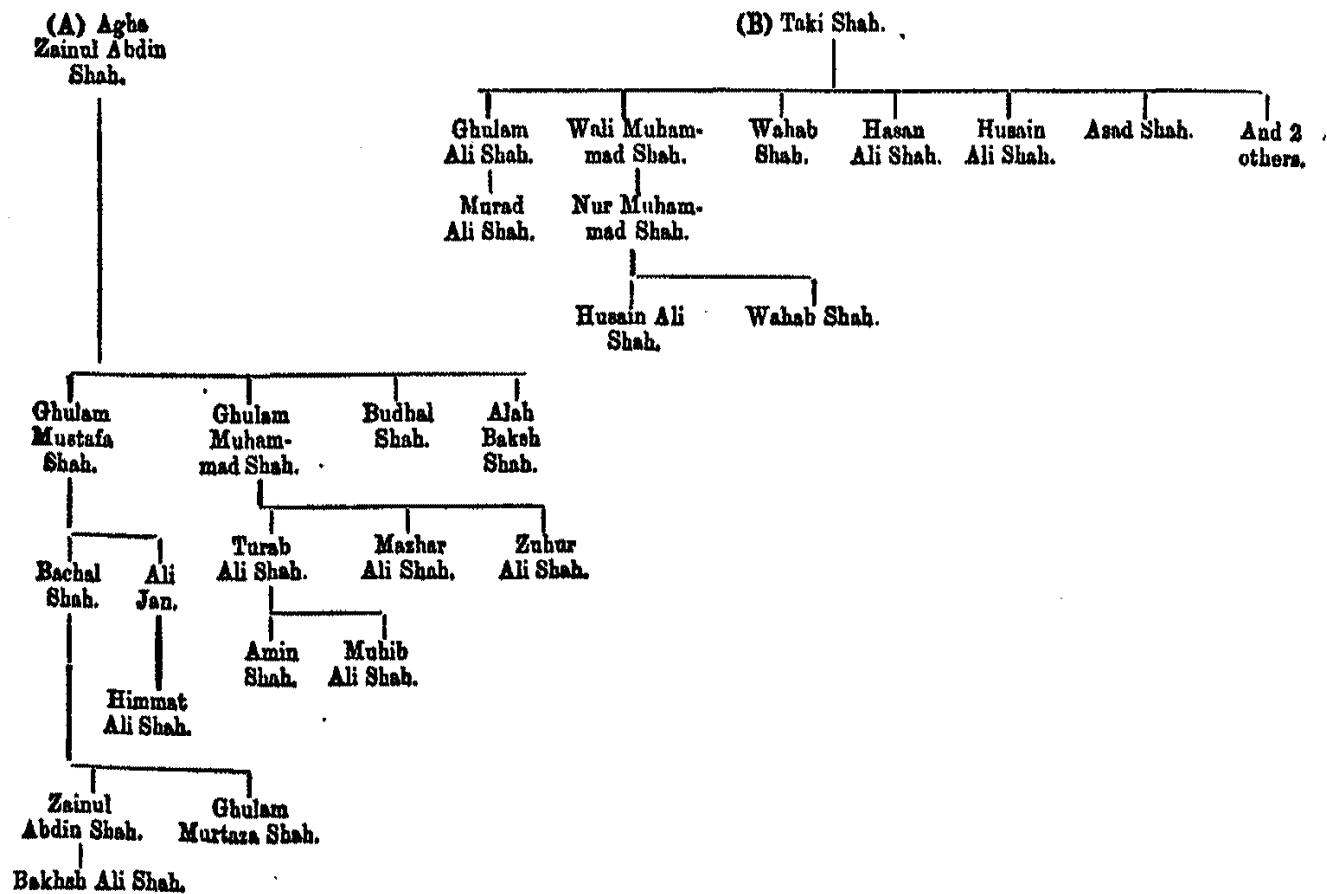 (A) Agha
Zainul Abdin
Shah.
(B) Taki Shah.
Ghulam
Ali Shah.
Wali Muham-
mad Shah.
Wahab
Shah.
Hasan
Ali Shah.
Husain
Ali Shah.
Asad Shah.
And 2
others.
Murad
Ali Shah.
Nur Muham-
mad Shah.
Husain Ali
Shah.
Wahab Shah.
Ghulam
Mustafa
Shah.
Ghulam
Muham-
mad Shah.
Budhal
Shah.
Alah
Baksh
Shah.
Bachal
Shah.
Ali
Jan.
Turab
Ali Shah.
Mazhar
Ali Shah.
Zuhur
Ali Shah.
Amin
Shah.
Muhib
Ali Shah.
Himmat
Ali Shah.
Zainul
Abdin Shah.
Ghulam
Murtaza Shah.
Bakhsh Ali Shah.